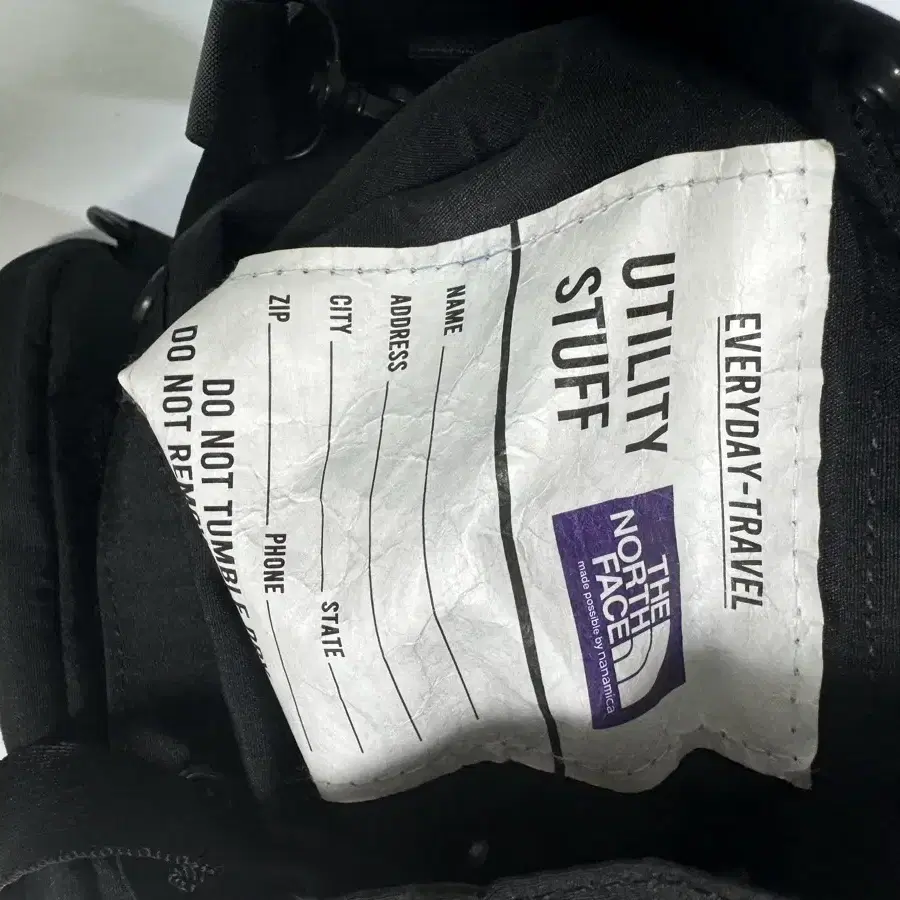 EVERYDAY-TRAVEL
UTILITY
STUFF
THE
NORTH
FACE
made possible by nanamica
NAME
ADDRESS
CITY STATE
ZIP PHONE
DO NOT TUMBLE
DO NOT